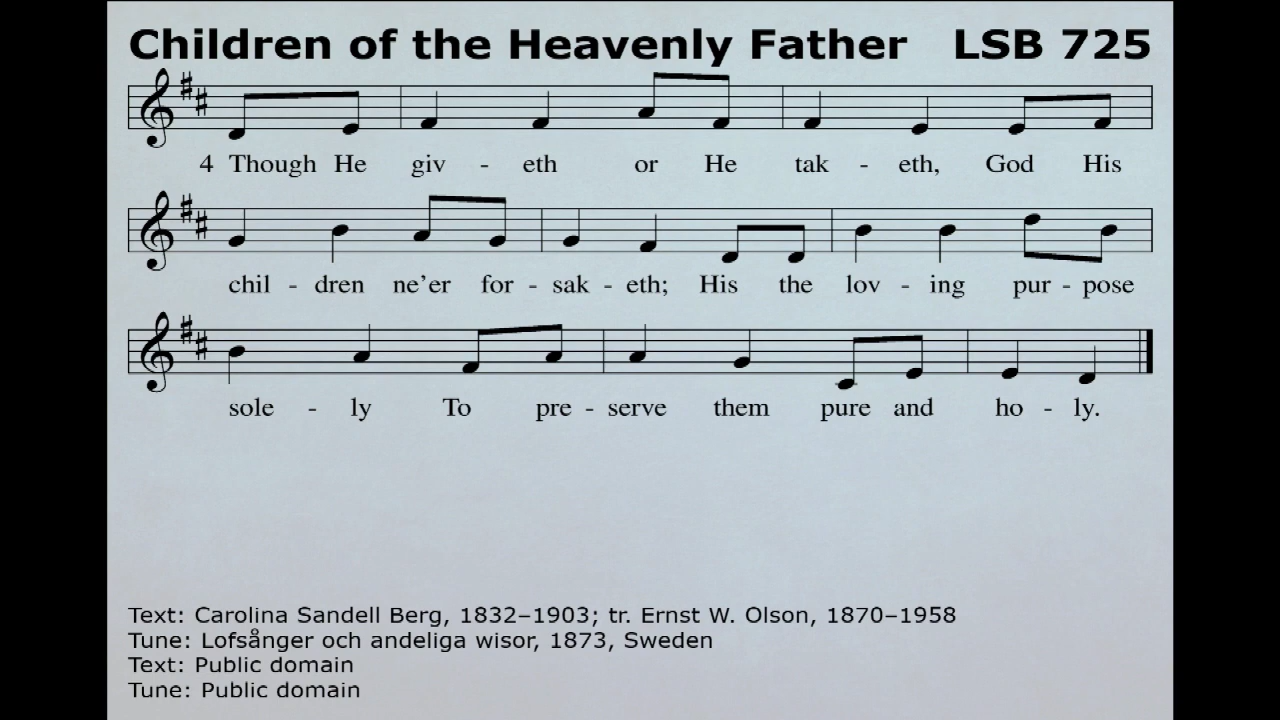 Children of the Heavenly Father LSB 725
4 Though He giv - eth or He tak - eth, God His
chil - dren ne'er for - sak - eth; His the lov - ing pur - pose
sole - ly To pre - serve them pure and ho - ly.
Text: Carolina Sandell Berg, 1832–1903; tr. Ernst W. Olson, 1870–1958
Tune: Lofsånger och andeliga wisor, 1873, Sweden
Text: Public domain
Tune: Public domain